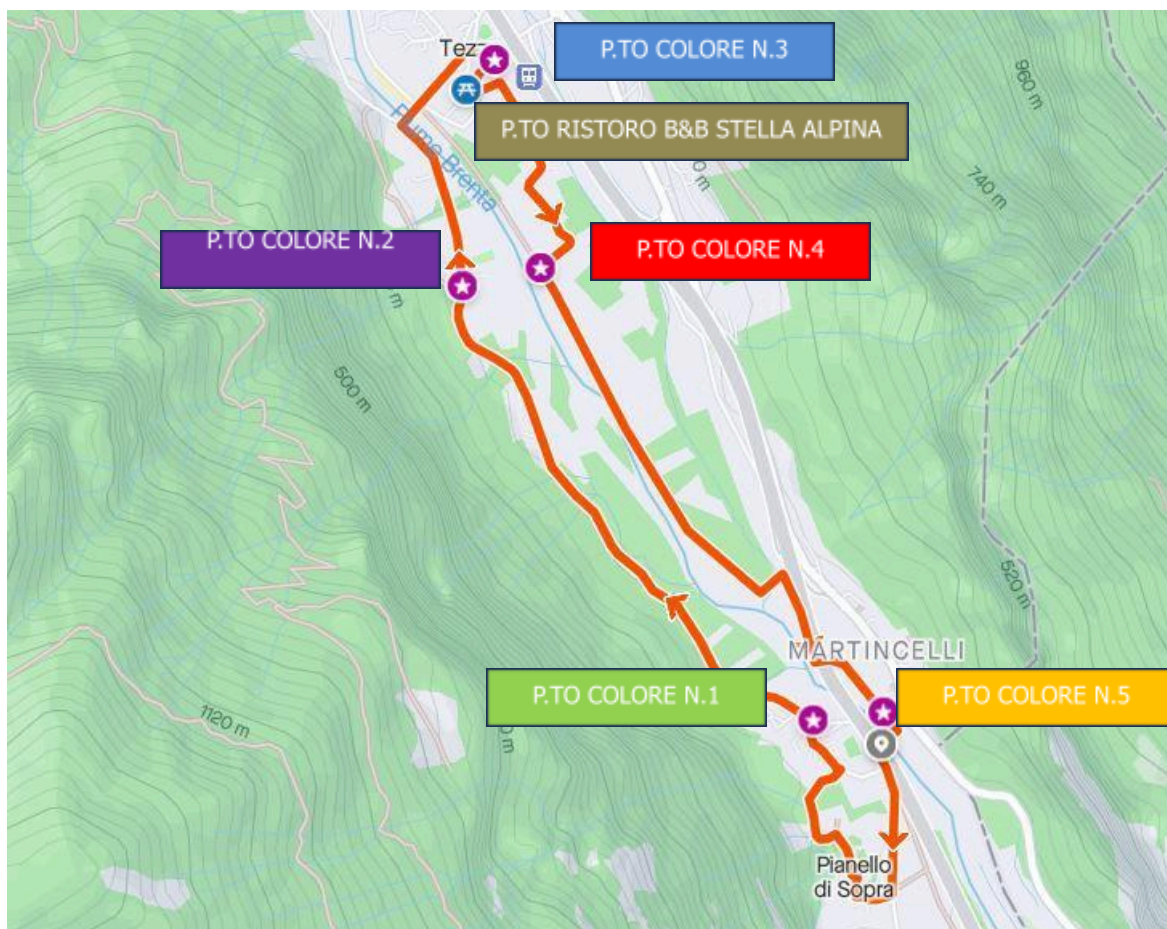 Tezz
P.TO COLORE N.3
960 m
P.TO RISTORO B&B STELLA ALPINA
Fiume Brenta
740 m
P.TO COLORE N.2
P.TO COLORE N.4
500 m
520 m
MARTINCELLI
P.TO COLORE N.1
P.TO COLORE N.5
1120 m
Pianello
di Sopra